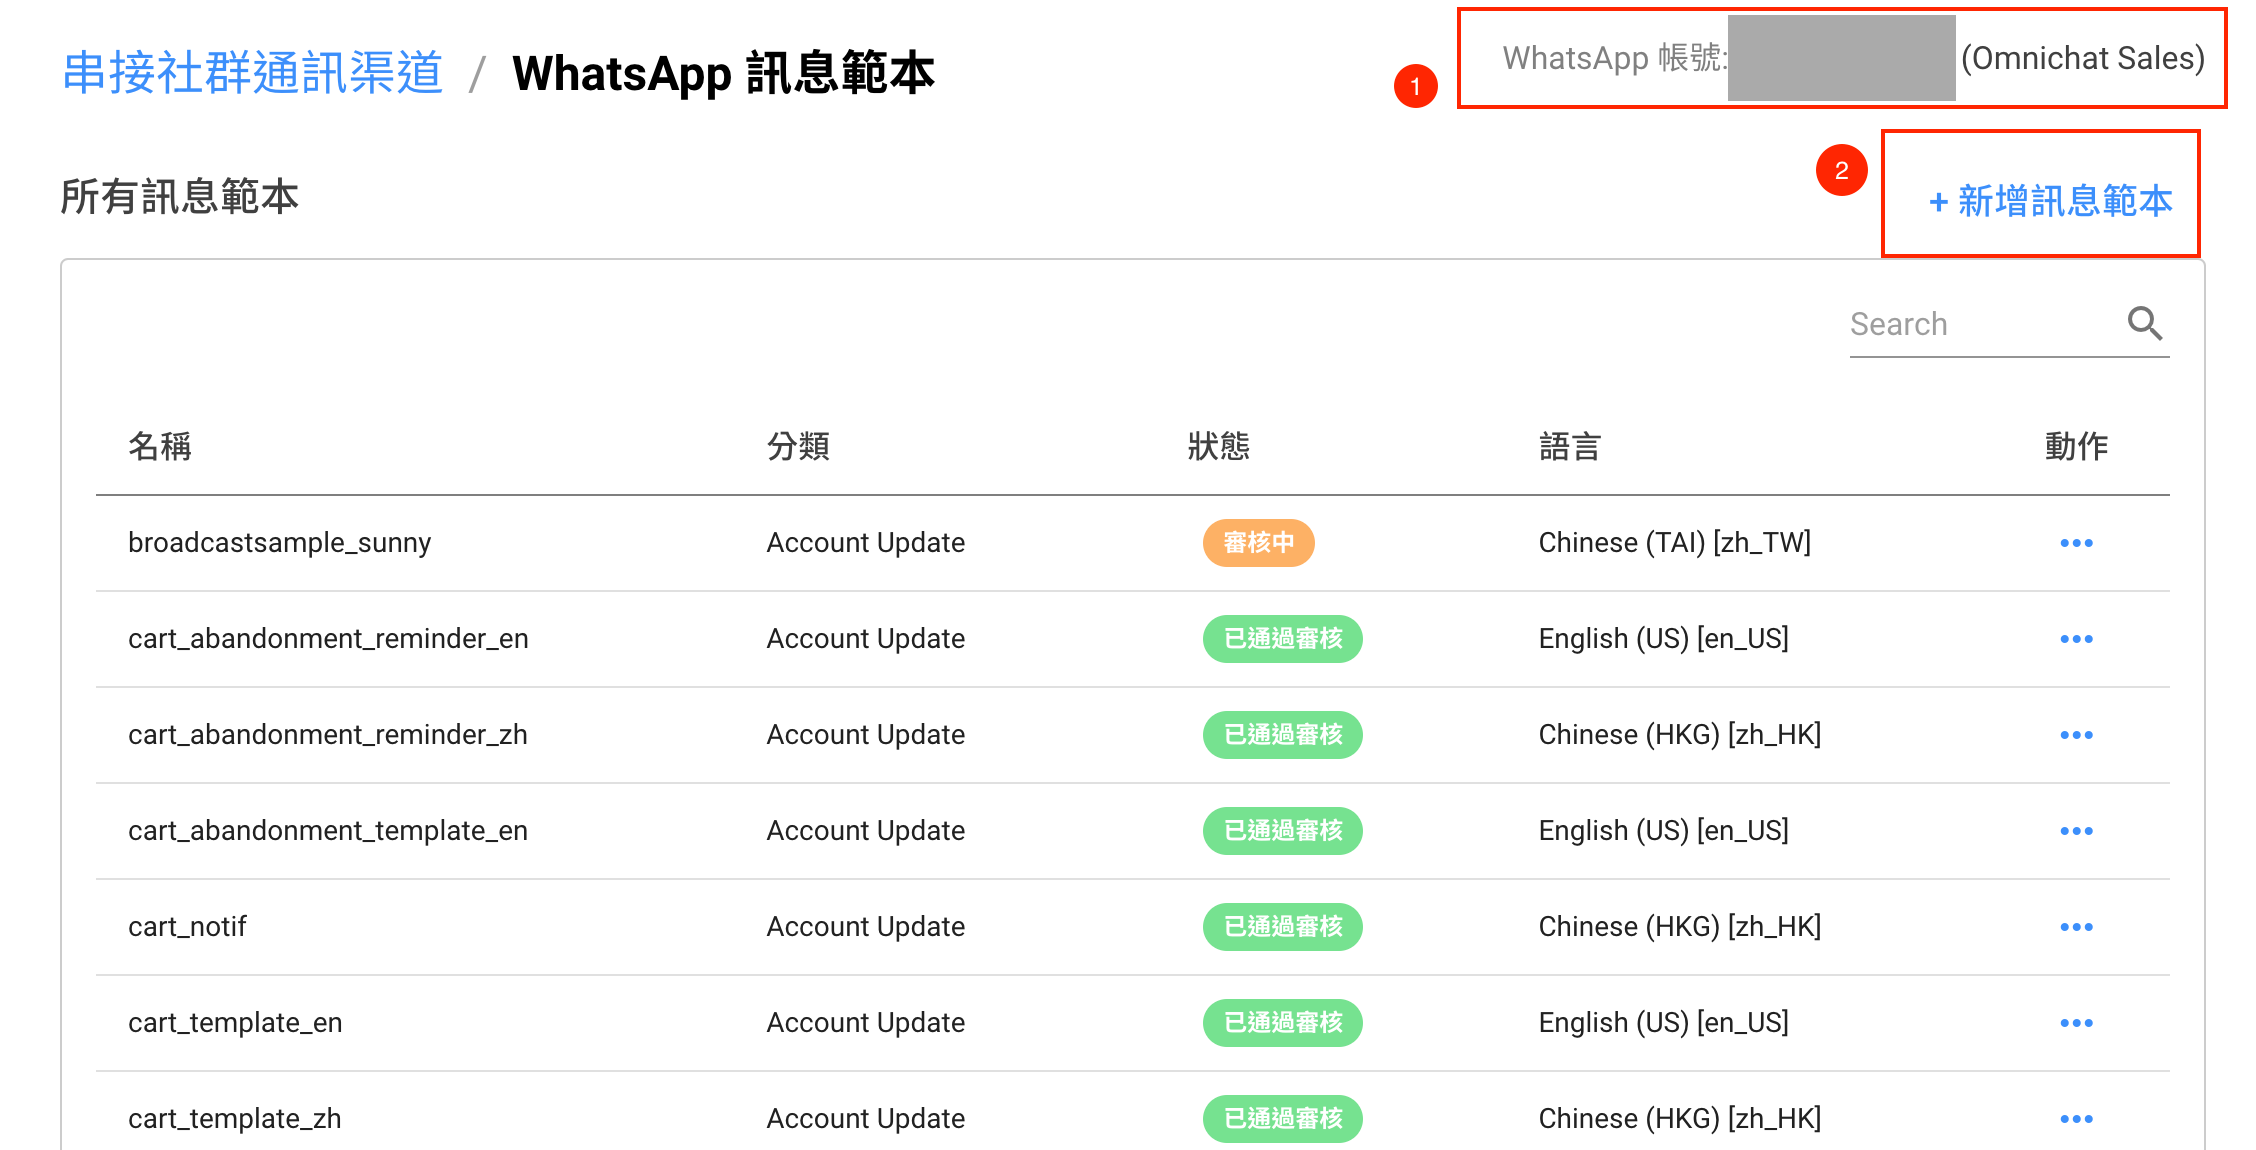 串接社群通訊渠道 / WhatsApp 訊息範本
1
WhatsApp 帳號: (Omnichat Sales)
所有訊息範本
2
+ 新增訊息範本
Search
名稱 分類 狀態 語言 動作
broadcastsample_sunny Account Update 審核中 Chinese (TAI) [zh_TW]
cart_abandonment_reminder_en Account Update 已通過審核 English (US) [en_US]
cart_abandonment_reminder_zh Account Update 已通過審核 Chinese (HKG) [zh_HK]
cart_abandonment_template_en Account Update 已通過審核 English (US) [en_US]
cart_notif Account Update 已通過審核 Chinese (HKG) [zh_HK]
cart_template_en Account Update 已通過審核 English (US) [en_US]
cart_template_zh Account Update 已通過審核 Chinese (HKG) [zh_HK]